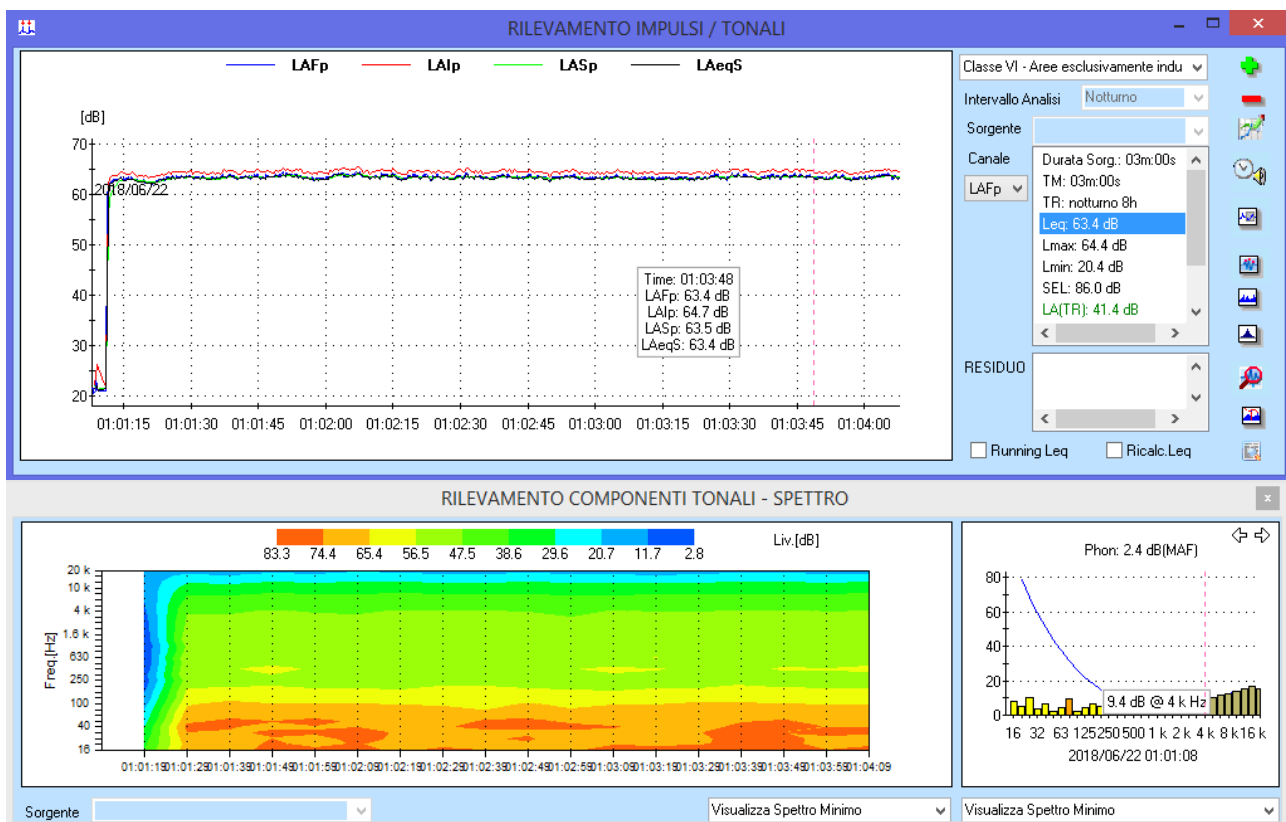 RILEVAMENTO IMPULSI / TONALI
LAFp LAIp LASp LAeqS
[dB]
70
60
50
40
30
20
2018/06/22
Time: 01:03:48
LAFp: 63.4 dB
LAIp: 64.7 dB
LASp: 63.5 dB
LAeqS: 63.4 dB
01:01:15 01:01:30 01:01:45 01:02:00 01:02:15 01:02:30 01:02:45 01:03:00 01:03:15 01:03:30 01:03:45 01:04:00
Classe VI - Aree esclusivamente indu
Intervallo Analisi Notturno
Sorgente
Canale
LAFp
Durata Sorg.: 03m:00s
TM: 03m:00s
TR: notturno 8h
Leq: 63.4 dB
Lmax: 64.4 dB
Lmin: 20.4 dB
SEL: 86.0 dB
LA(TR): 41.4 dB
RESIDUO
Running Leq Ricalc.Leq
RILEVAMENTO COMPONENTI TONALI - SPETTRO
83.3 74.4 65.4 56.5 47.5 38.6 29.6 20.7 11.7 2.8
Liv.[dB]
Freq.[Hz]
20 k
10 k
4 k
1.6 k
630
250
100
40
16
01:01:19 01:01:29 01:01:39 01:01:49 01:01:59 01:02:09 01:02:19 01:02:29 01:02:39 01:02:49 01:02:59 01:03:09 01:03:19 01:03:29 01:03:39 01:03:49 01:03:59 01:04:09
Phon: 2.4 dB(MAF)
80
60
40
20
0
9.4 dB @ 4 k Hz
16 32 63 125 250 500 1 k 2 k 4 k 8 k 16 k
2018/06/22 01:01:08
Sorgente
Visualizza Spettro Minimo
Visualizza Spettro Minimo